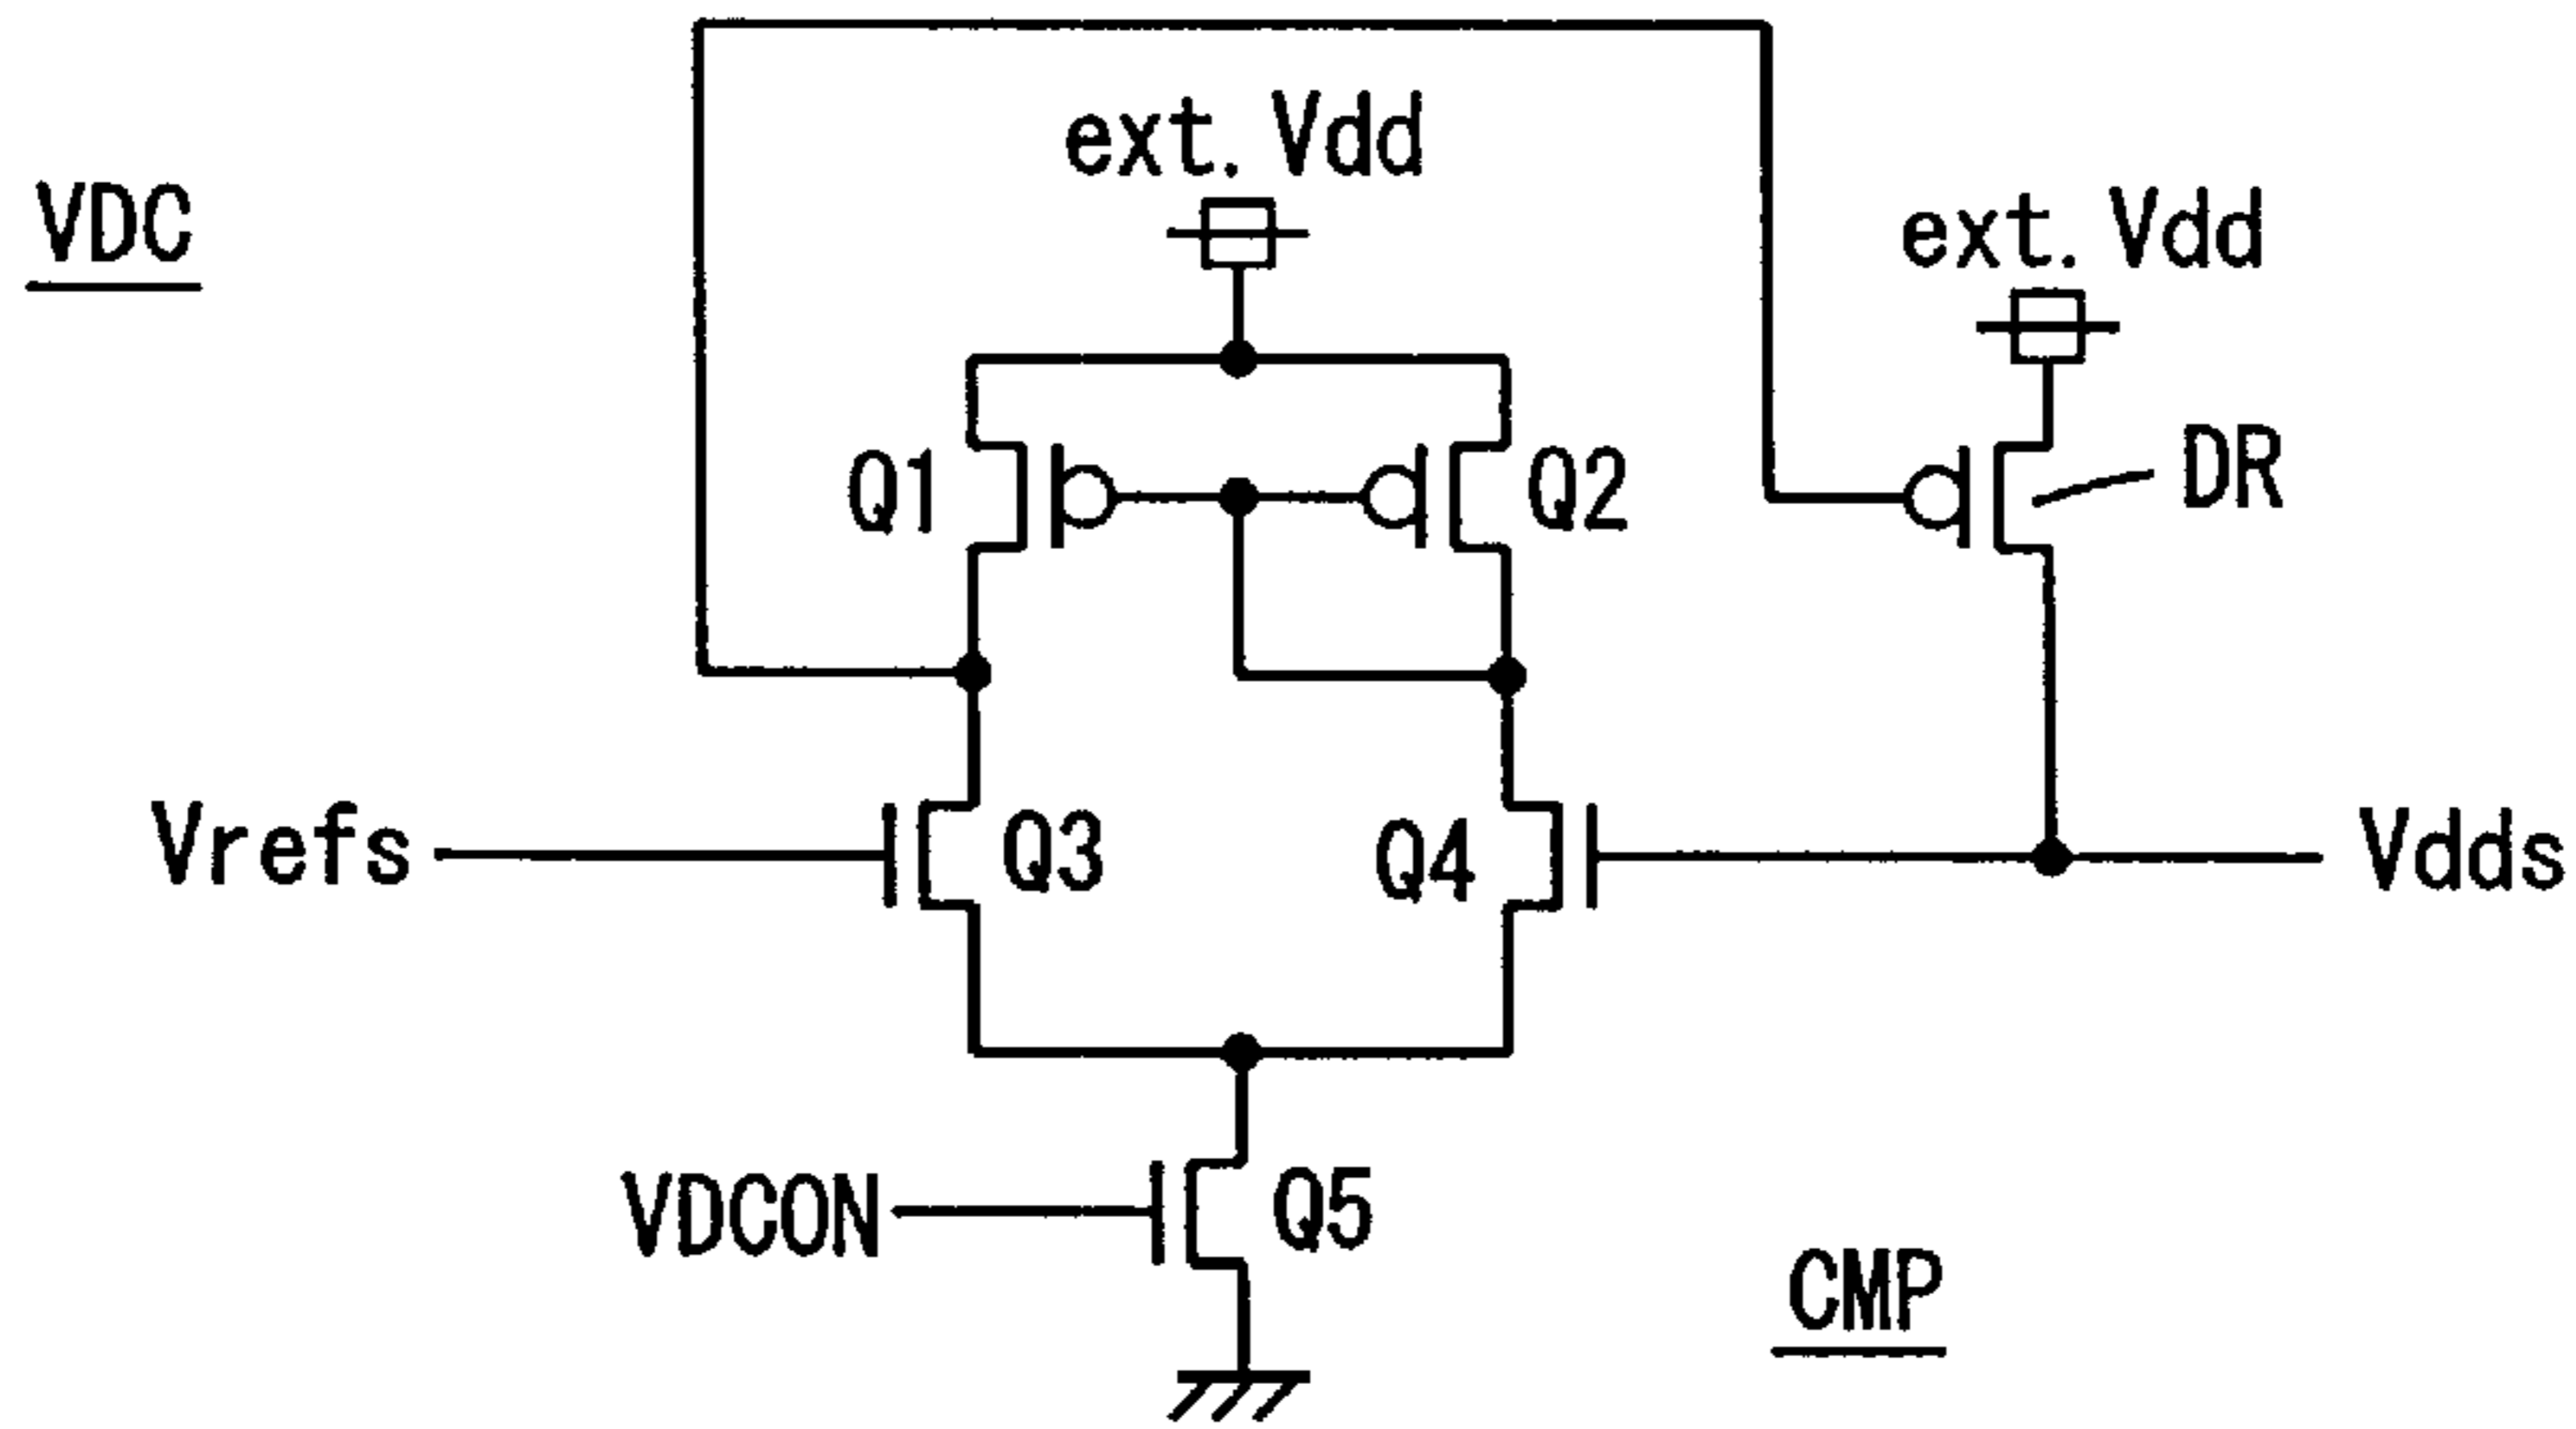 ext. Vdd
VDC
ext. Vdd
Q1
Q2
DR
Vrefs
Q3
Q4
Vdds
VDCON
Q5
CMP